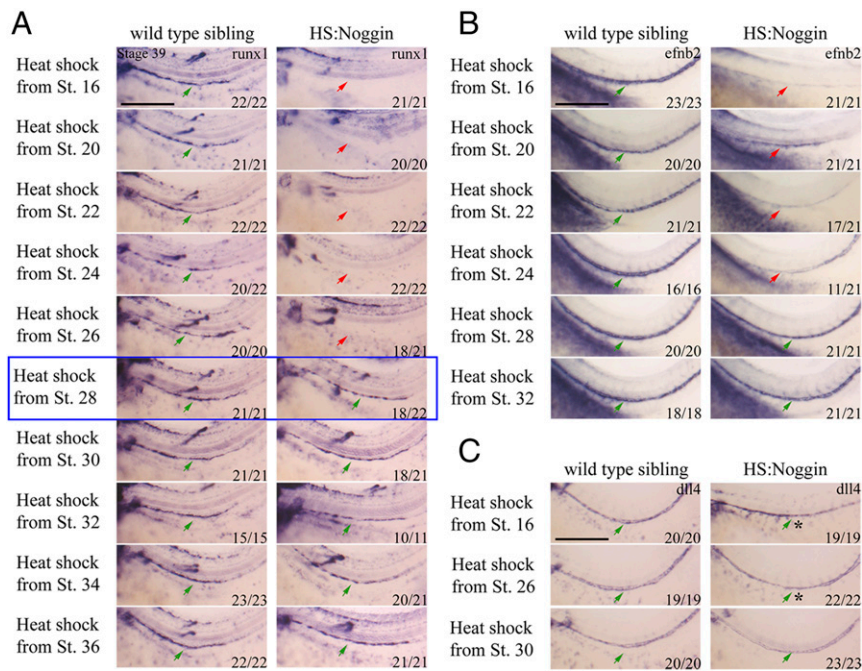 A
wild type sibling HS:Noggin
Heat shock from St. 16
Stage 39 runx1 22/22
runx1 21/21
Heat shock from St. 20
21/21 20/20
Heat shock from St. 22
22/22 22/22
Heat shock from St. 24
20/22 22/22
Heat shock from St. 26
20/20 18/21
Heat shock from St. 28
21/21 18/22
Heat shock from St. 30
21/21 18/21
Heat shock from St. 32
15/15 10/11
Heat shock from St. 34
23/23 20/21
Heat shock from St. 36
22/22 21/21
B
wild type sibling HS:Noggin
Heat shock from St. 16
efnb2 23/23
efnb2 21/21
Heat shock from St. 20
20/20 21/21
Heat shock from St. 22
21/21 17/21
Heat shock from St. 24
16/16 11/21
Heat shock from St. 28
20/20 21/21
Heat shock from St. 32
18/18 21/21
C
wild type sibling HS:Noggin
Heat shock from St. 16
dll4 20/20
dll4 * 19/19
Heat shock from St. 26
19/19 * 22/22
Heat shock from St. 30
20/20 23/23